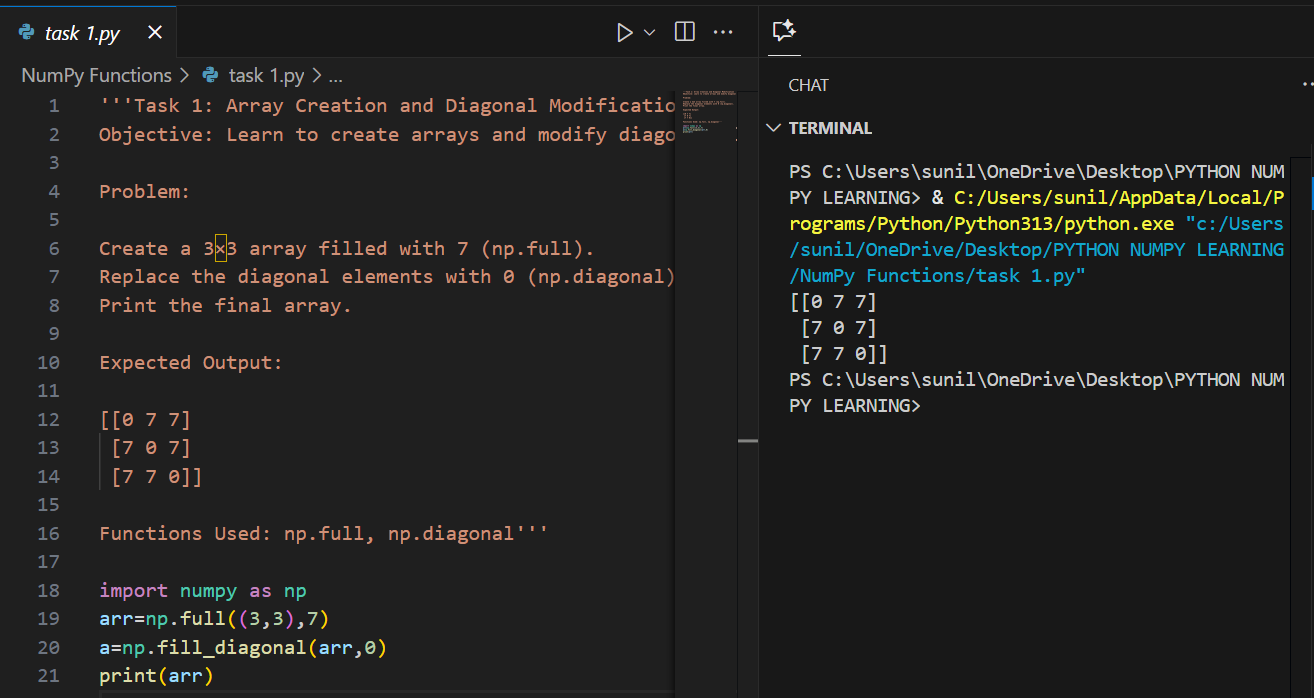 task 1.py
NumPy Functions > task 1.py > ...
1 '''Task 1: Array Creation and Diagonal Modificatio
2 Objective: Learn to create arrays and modify diago
3
4 Problem:
5
6 Create a 3×3 array filled with 7 (np.full).
7 Replace the diagonal elements with 0 (np.diagonal)
8 Print the final array.
9
10 Expected Output:
11
12 [[0 7 7]
13  [7 0 7]
14  [7 7 0]]
15
16 Functions Used: np.full, np.diagonal'''
17
18 import numpy as np
19 arr=np.full((3,3),7)
20 a=np.fill_diagonal(arr,0)
21 print(arr)
CHAT
TERMINAL
PS C:\Users\sunil\OneDrive\Desktop\PYTHON NUM
PY LEARNING> & C:/Users/sunil/AppData/Local/P
rograms/Python/Python313/python.exe "c:/Users
/sunil/OneDrive/Desktop/PYTHON NUMPY LEARNING
/NumPy Functions/task 1.py"
[[0 7 7]
 [7 0 7]
 [7 7 0]]
PS C:\Users\sunil\OneDrive\Desktop\PYTHON NUM
PY LEARNING>